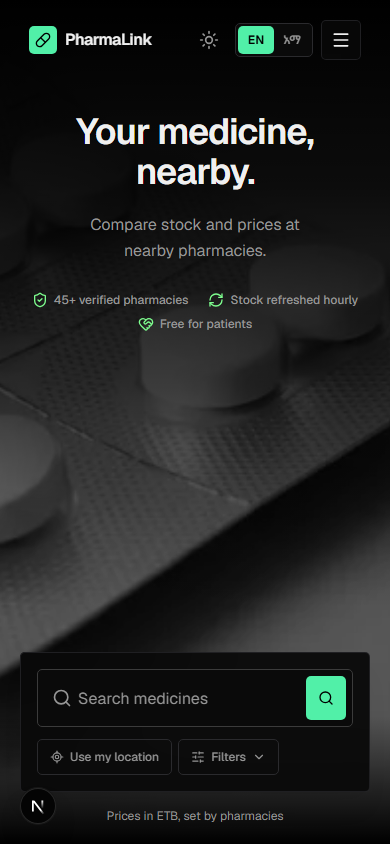 PharmaLink
EN
አማ
Your medicine,
nearby.
Compare stock and prices at
nearby pharmacies.
45+ verified pharmacies
Stock refreshed hourly
Free for patients
Search medicines
Use my location
Filters
N
Prices in ETB, set by pharmacies